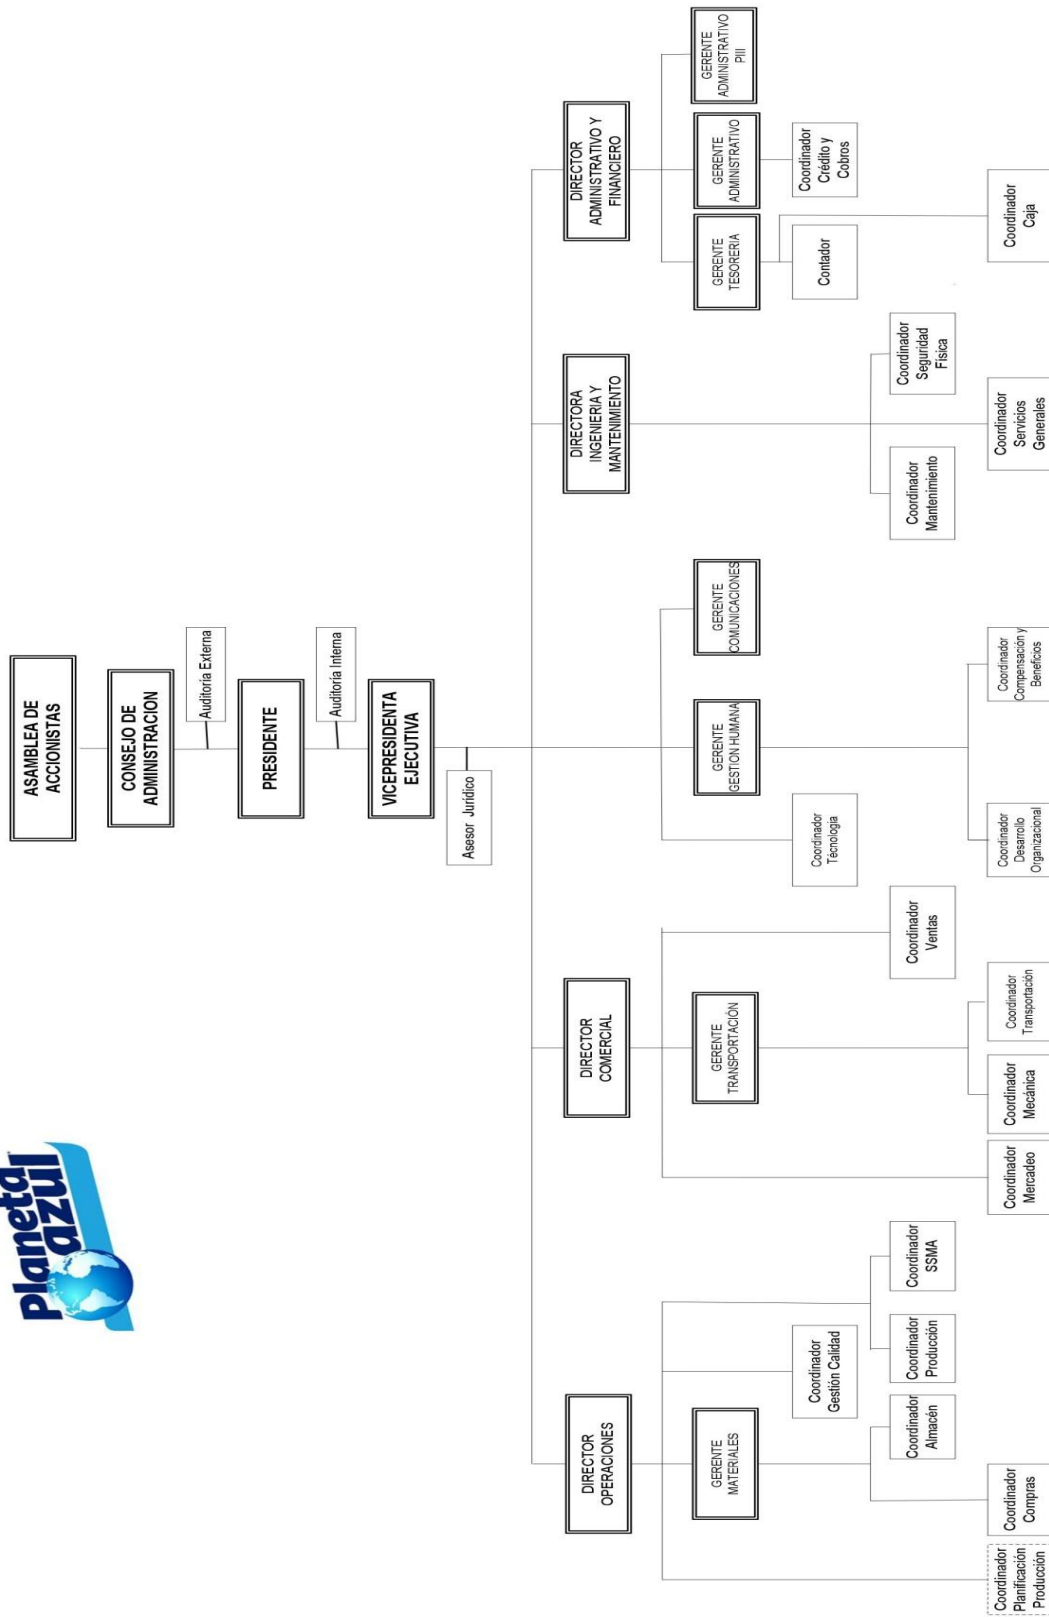 Planeta
azul
ASAMBLEA DE
ACCIONISTAS
CONSEJO DE
ADMINISTRACION
Auditoría Externa
PRESIDENTE
Auditoría Interna
VICEPRESIDENTA
EJECUTIVA
Asesor Jurídico
DIRECTOR
OPERACIONES
DIRECTOR
COMERCIAL
DIRECTORA
INGENIERIA Y
MANTENIMIENTO
DIRECTOR
ADMINISTRATIVO Y
FINANCIERO
GERENTE
MATERIALES
GERENTE
TRANSPORTACIÓN
GERENTE
GESTION HUMANA
GERENTE
COMUNICACIONES
GERENTE
TESORERIA
GERENTE
ADMINISTRATIVO
GERENTE
ADMINISTRATIVO
PIII
Coordinador
Gestión Calidad
Coordinador
Técnologia
Contador
Coordinador
Crédito y
Cobros
Coordinador
Almacén
Coordinador
Producción
Coordinador
SSMA
Coordinador
Ventas
Coordinador
Mantenimiento
Coordinador
Seguridad
Física
Coordinador
Planificación
Producción
Coordinador
Compras
Coordinador
Mercadeo
Coordinador
Mecánica
Coordinador
Transportación
Coordinador
Desarrollo
Organizacional
Coordinador
Compensación y
Beneficios
Coordinador
Servicios
Generales
Coordinador
Caja